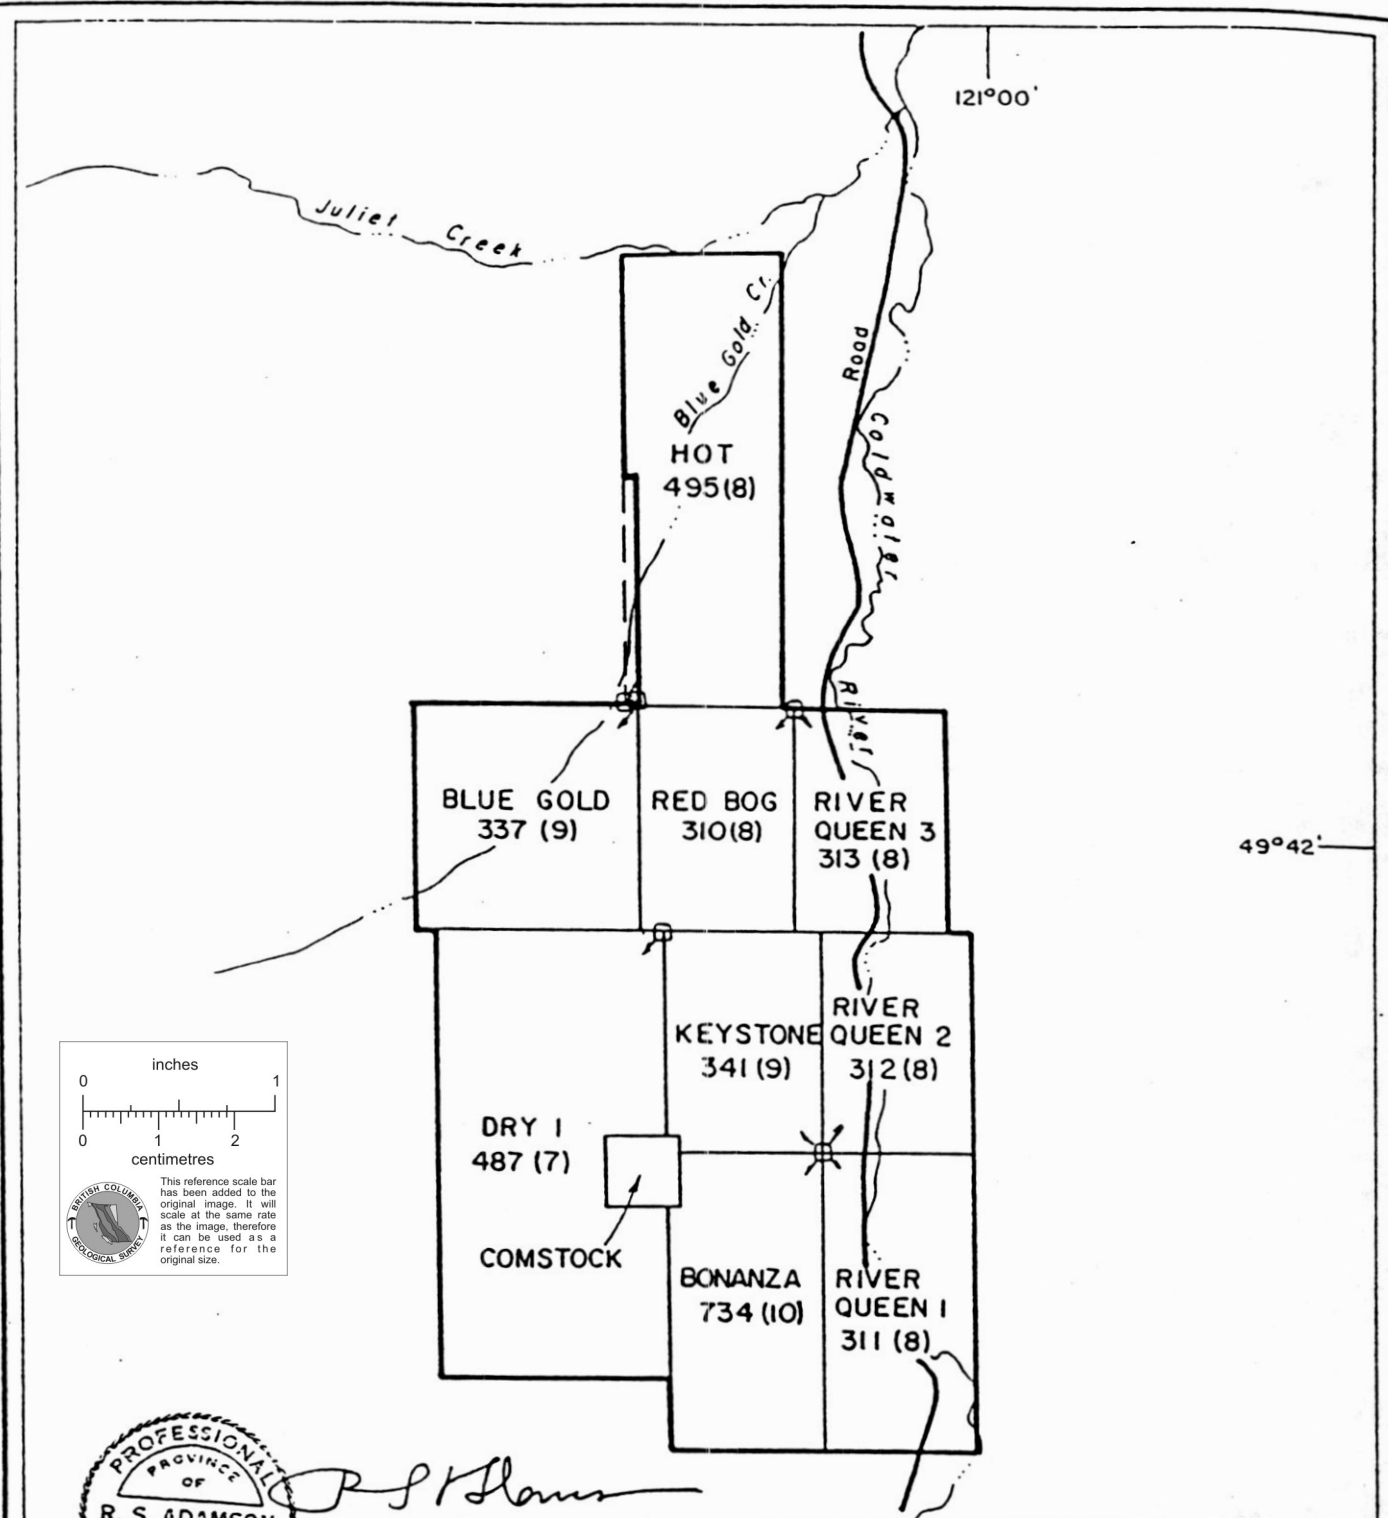 121°00'
Juliet Creek
Blue Gold Cr.
Road
HOT
495(8)
Coldwater River
BLUE GOLD
337 (9)
RED BOG
310(8)
RIVER
QUEEN 3
313 (8)
49°42'
KEYSTONE
341 (9)
RIVER
QUEEN 2
312 (8)
DRY 1
487 (7)
COMSTOCK
BONANZA
734 (10)
RIVER
QUEEN 1
311 (8)
inches
0 1
0 1 2
centimetres
BRITISH COLUMBIA
GEOLOGICAL SURVEY
This reference scale bar
has been added to the
original image. It will
scale at the same rate
as the image, therefore
it can be used as a
reference for the
original size.
PROFESSIONAL
PROVINCE
OF
R. S. ADAMSON